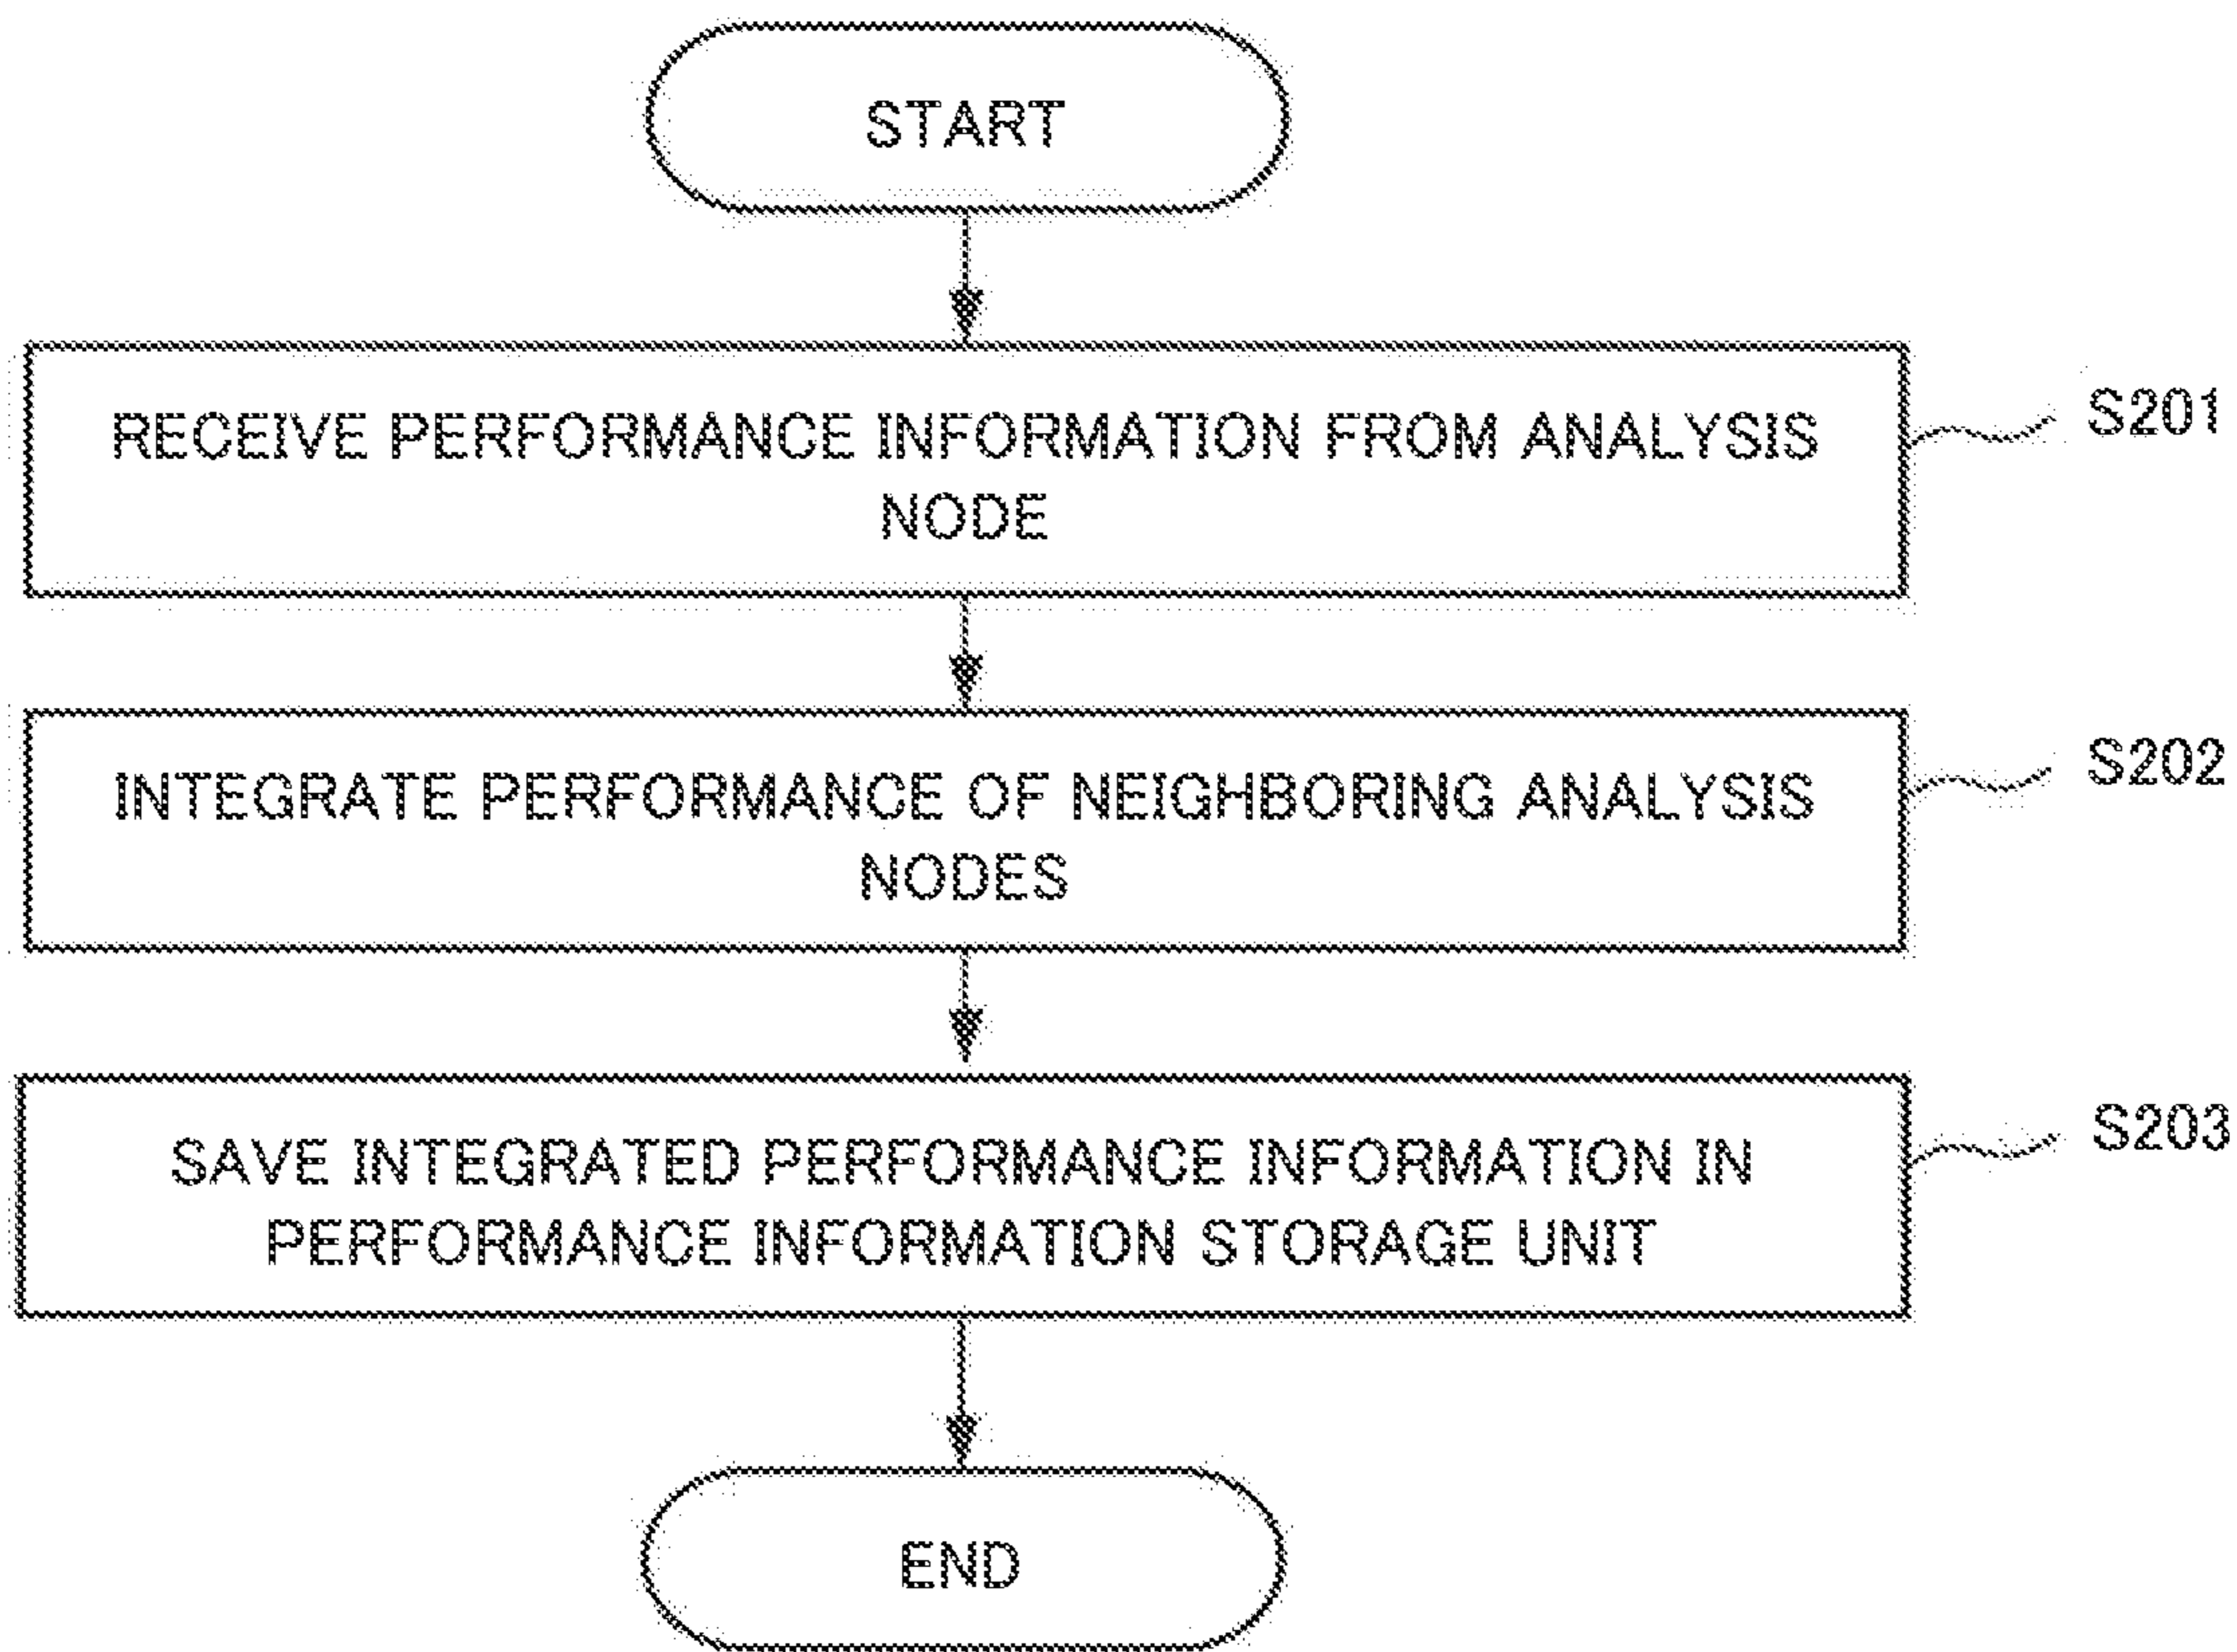 START
RECEIVE PERFORMANCE INFORMATION FROM ANALYSIS
NODE
S201
INTEGRATE PERFORMANCE OF NEIGHBORING ANALYSIS
NODES
S202
SAVE INTEGRATED PERFORMANCE INFORMATION IN
PERFORMANCE INFORMATION STORAGE UNIT
S203
END